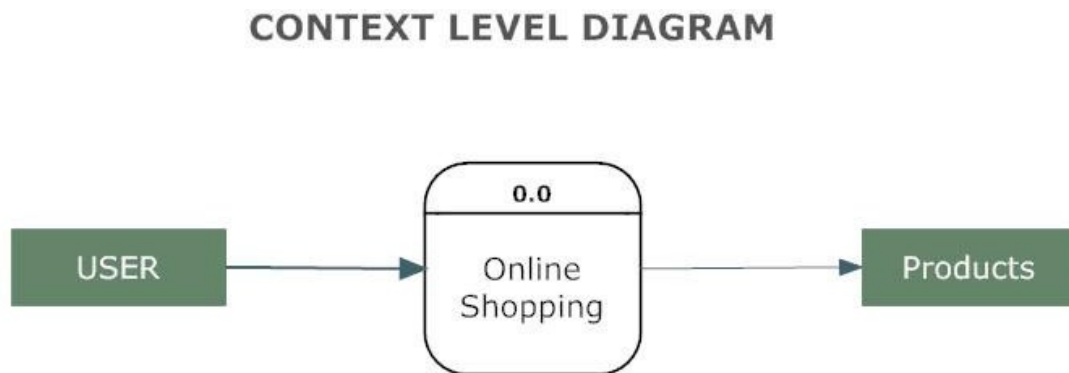 CONTEXT LEVEL DIAGRAM
0.0
USER
Online
Shopping
Products